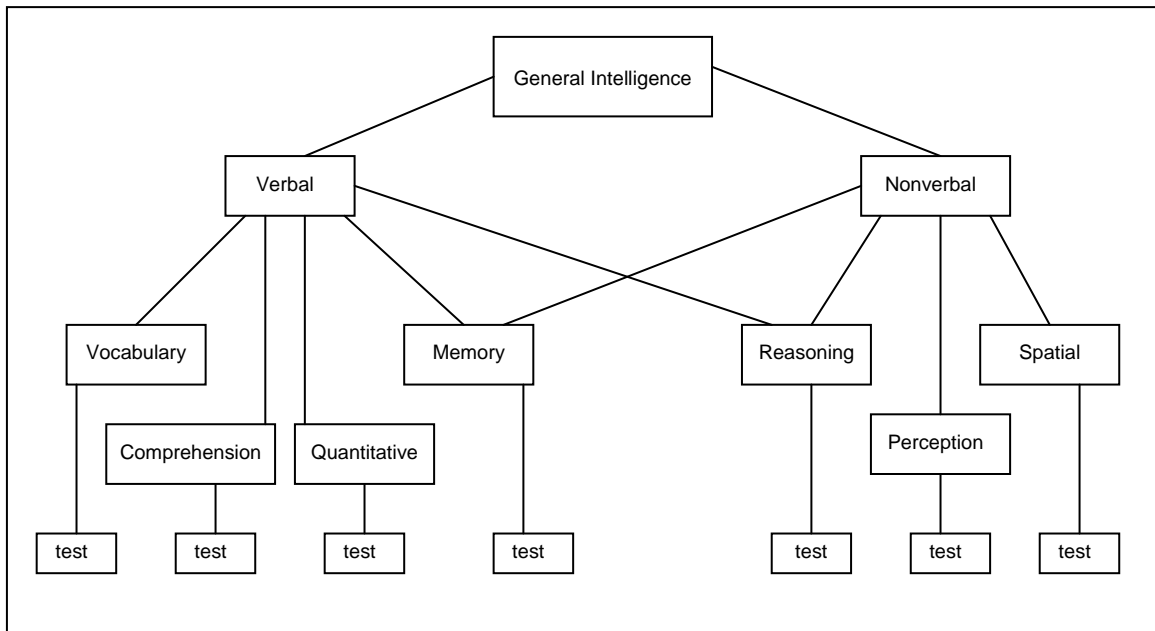 General Intelligence
Verbal
Nonverbal
Vocabulary
Memory
Reasoning
Spatial
Comprehension
Quantitative
Perception
test
test
test
test
test
test
test